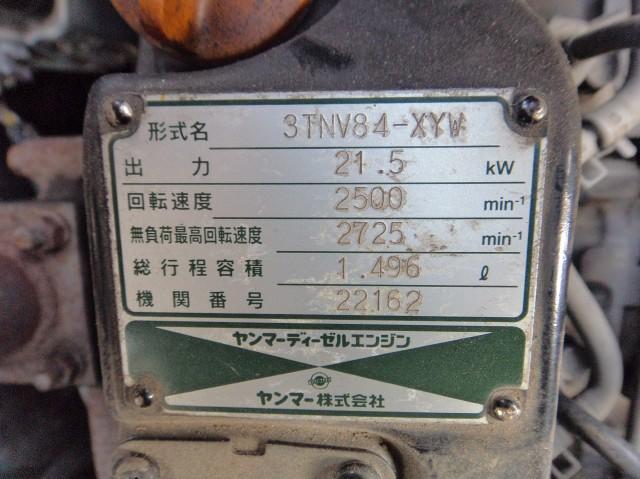 形式名 3TNV84-XYW
出力 21.5 kW
回転速度 2500 min-1
無負荷最高回転速度 2725 min-1
総行程容積 1.496 ℓ
機関番号 22162
ヤンマーディーゼルエンジン
ヤンマー株式会社